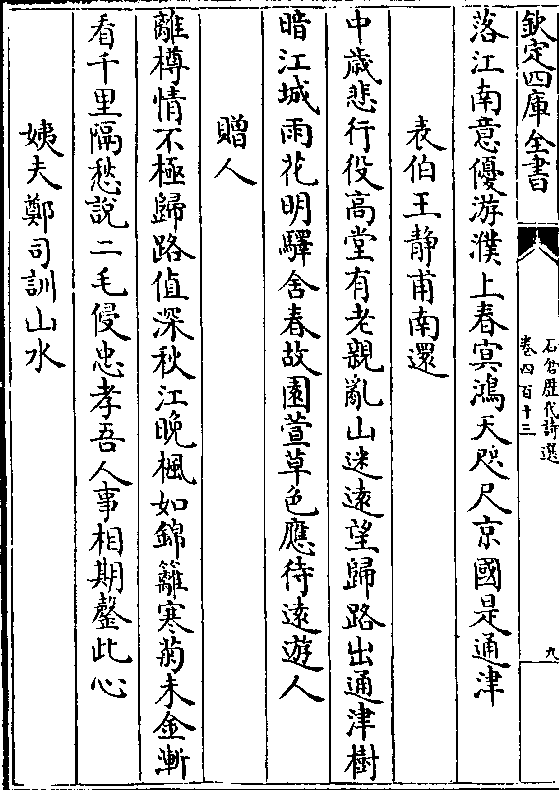 欽定四庫全書
石倉歷代詩選
卷四百十三
九
落江南意優游濮上春㝠鴻天咫尺京國是通津
表伯王靜甫南還
中歲悲行役高堂有老親亂山迷遠望歸路出通津樹
暗江城雨花明驛舍春故園萱草色應待遠遊人
贈人
離樽情不極歸路值深秋江晚楓如錦籬寒菊未金漸
看千里隔愁說二毛侵忠孝吾人事相期罄此心
姨夫鄭司訓山水